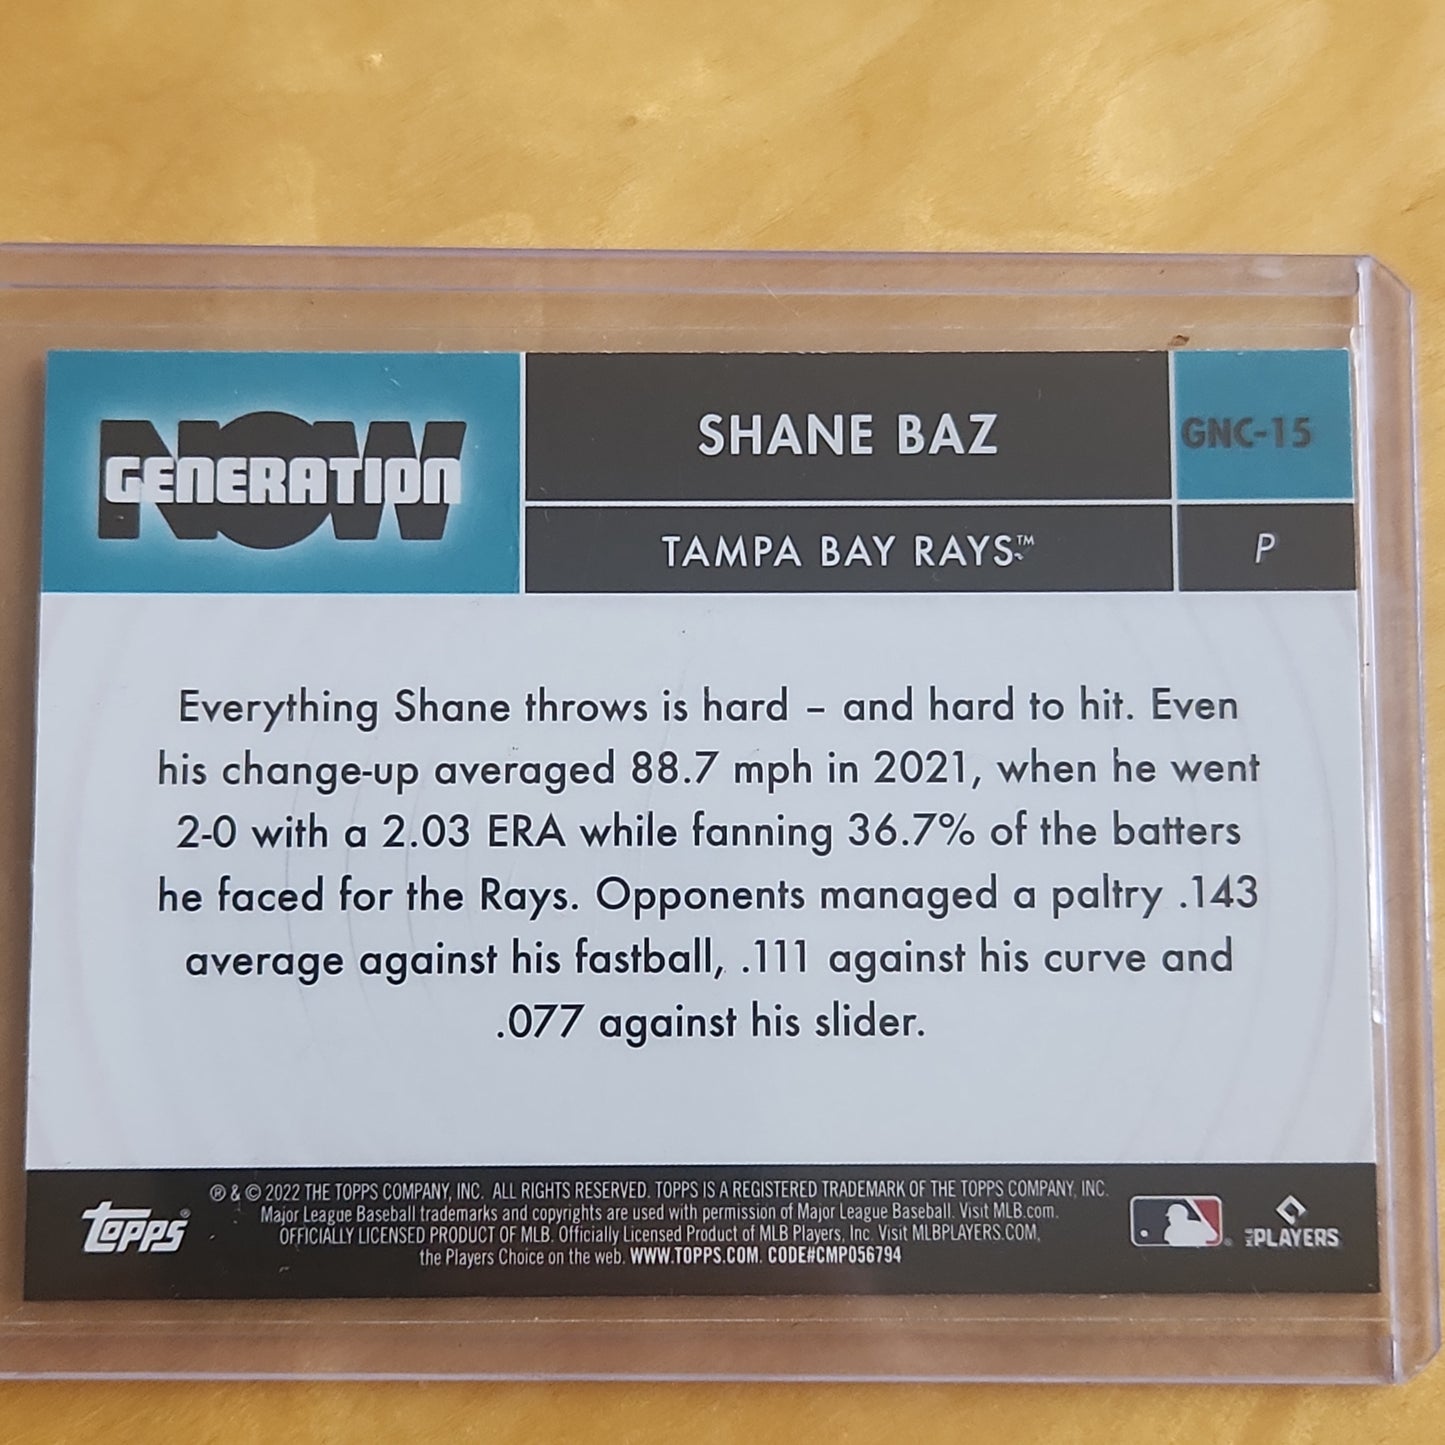 NOW
GENERATION
SHANE BAZ
GNC-15
TAMPA BAY RAYS™
P
Everything Shane throws is hard – and hard to hit. Even
his change-up averaged 88.7 mph in 2021, when he went
2-0 with a 2.03 ERA while fanning 36.7% of the batters
he faced for the Rays. Opponents managed a paltry .143
average against his fastball, .111 against his curve and
.077 against his slider.
topps®
® & © 2022 THE TOPPS COMPANY, INC. ALL RIGHTS RESERVED. TOPPS IS A REGISTERED TRADEMARK OF THE TOPPS COMPANY, INC.
Major League Baseball trademarks and copyrights are used with permission of Major League Baseball. Visit MLB.com.
OFFICIALLY LICENSED PRODUCT OF MLB. Officially Licensed Product of MLB Players, Inc. Visit MLBPLAYERS.COM,
the Players Choice on the web. WWW.TOPPS.COM. CODE#CMP056794
MLB PLAYERS